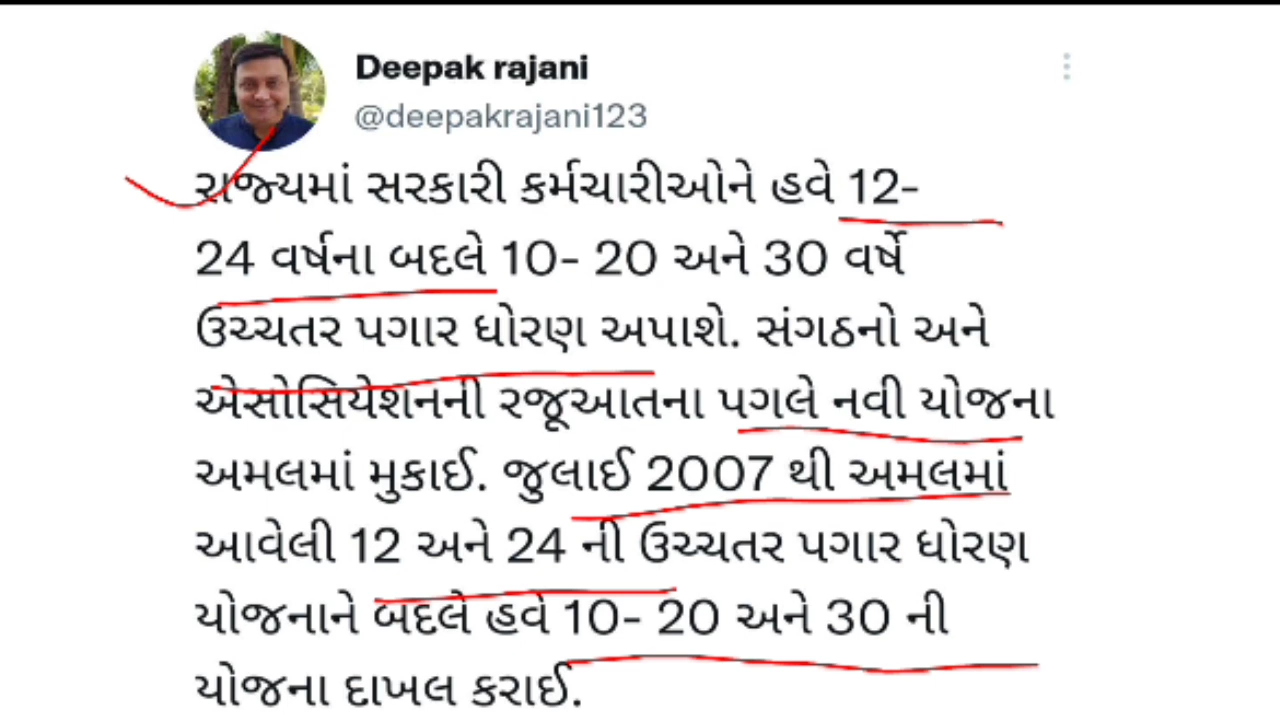 Deepak rajani
@deepakrajani123
રાજ્યમાં સરકારી કર્મચારીઓને હવે 12-
24 વર્ષના બદલે 10- 20 અને 30 વર્ષે
ઉચ્ચતર પગાર ધોરણ અપાશે. સંગઠનો અને
એસોસિયેશનની રજૂઆતના પગલે નવી યોજના
અમલમાં મુકાઈ. જુલાઈ 2007 થી અમલમાં
આવેલી 12 અને 24 ની ઉચ્ચતર પગાર ધોરણ
યોજનાને બદલે હવે 10- 20 અને 30 ની
યોજના દાખલ કરાઈ.